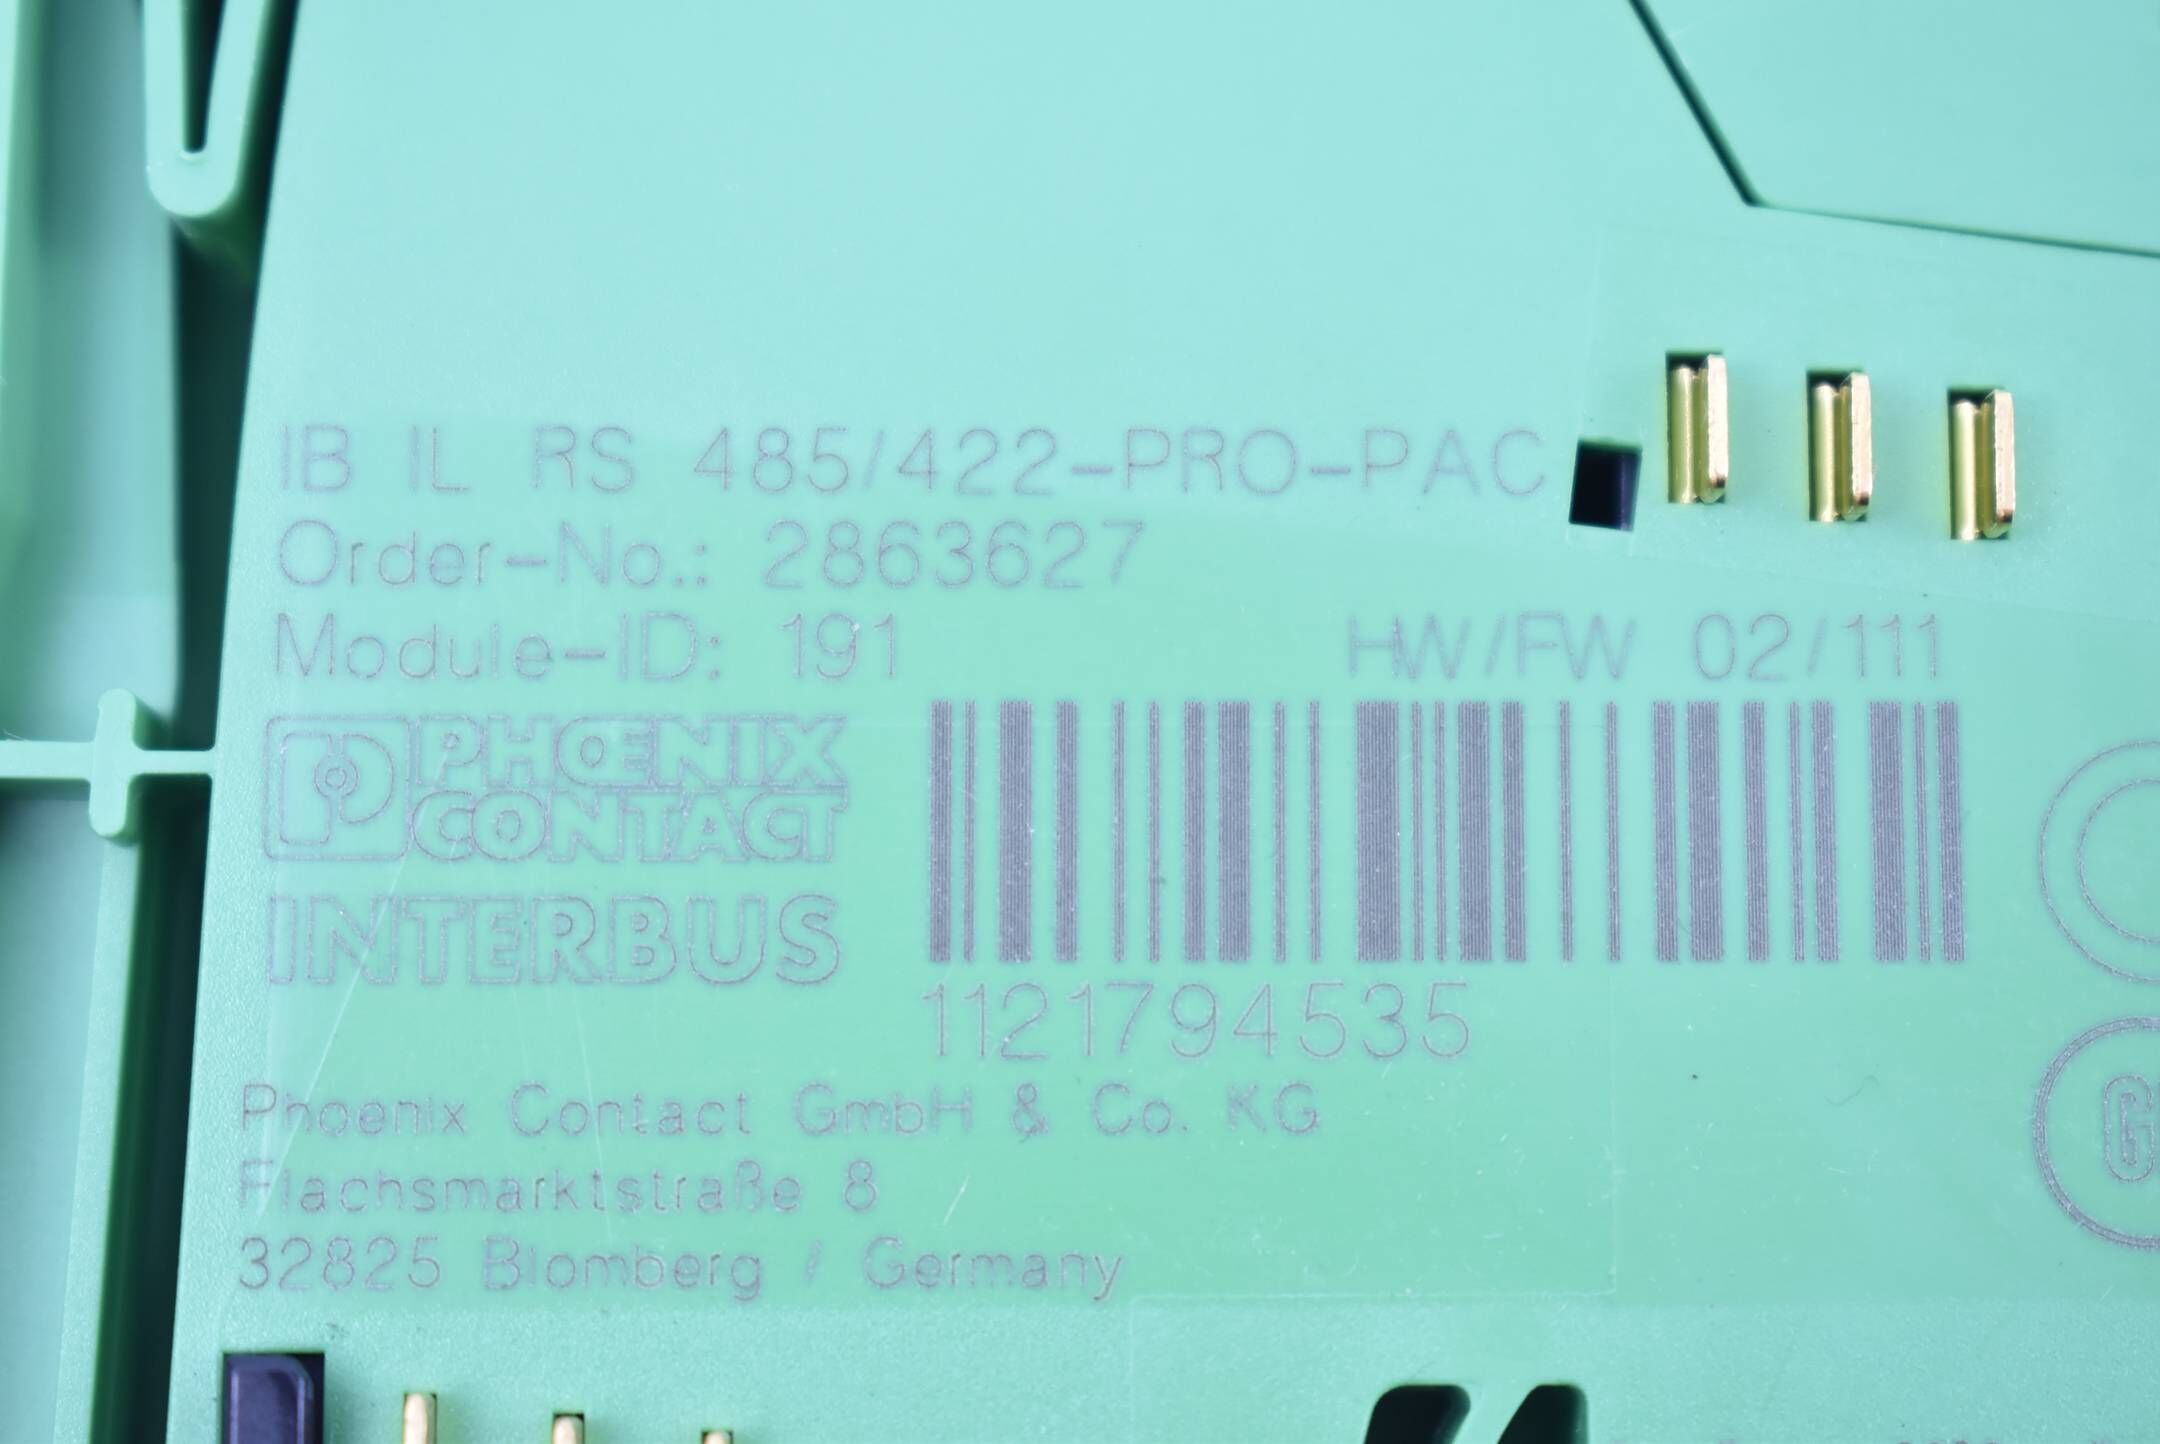 IB IL RS 485/422-PRO-PAC
Order-No.: 2863627
Module-ID: 191
HW/FW 02/111
PHŒNIX
CONTACT
INTERBUS
1121794535
Phoenix Contact GmbH & Co. KG
Flachsmarktstraße 8
32825 Blomberg / Germany